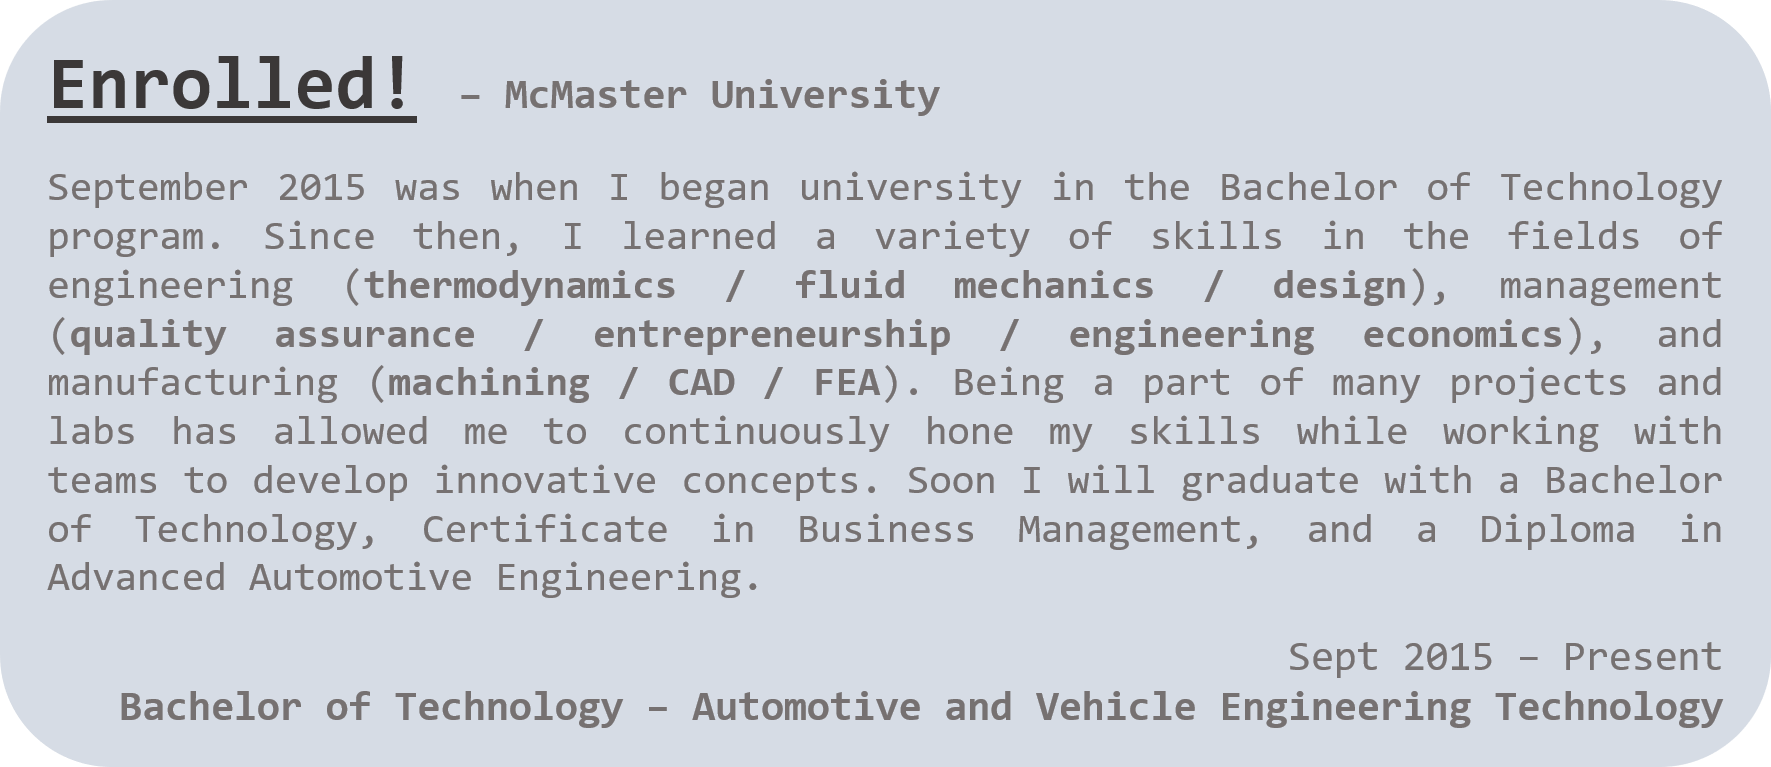 Enrolled! – McMaster University
September 2015 was when I began university in the Bachelor of Technology
program. Since then, I learned a variety of skills in the fields of
engineering (thermodynamics / fluid mechanics / design), management
(quality assurance / entrepreneurship / engineering economics), and
manufacturing (machining / CAD / FEA). Being a part of many projects and
labs has allowed me to continuously hone my skills while working with
teams to develop innovative concepts. Soon I will graduate with a Bachelor
of Technology, Certificate in Business Management, and a Diploma in
Advanced Automotive Engineering.
Sept 2015 – Present
Bachelor of Technology – Automotive and Vehicle Engineering Technology